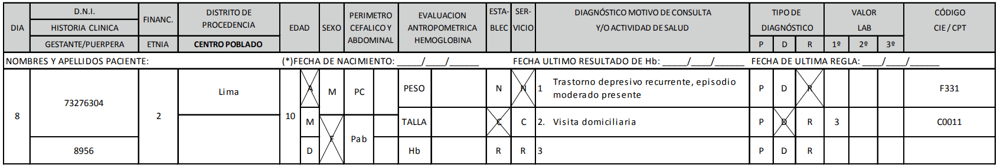 DIA
D.N.I.
HISTORIA CLINICA
GESTANTE/PUERPERA
FINANC.
ETNIA
DISTRITO DE
PROCEDENCIA
CENTRO POBLADO
EDAD
SEXO
PERIMETRO
CEFALICO Y
ABDOMINAL
EVALUACION
ANTROPOMETRICA
HEMOGLOBINA
ESTA-
BLEC
SER-
VICIO
DIAGNÓSTICO MOTIVO DE CONSULTA
Y/O ACTIVIDAD DE SALUD
TIPO DE
DIAGNÓSTICO
P D R
VALOR
LAB
1º 2º 3º
CÓDIGO
CIE / CPT
NOMBRES Y APELLIDOS PACIENTE: (*)FECHA DE NACIMIENTO: _____/____/______ FECHA ULTIMO RESULTADO DE Hb: _____/____/______ FECHA DE ULTIMA REGLA: ____/____/______
8
73276304
8956
2
Lima
10
A
M
D
M
F
PC
Pab
PESO
TALLA
Hb
N
C
R
N
C
R
1 Trastorno depresivo recurrente, episodio
moderado presente
P D R
F331
2. Visita domiciliaria
P D R 3
C0011
3
P D R